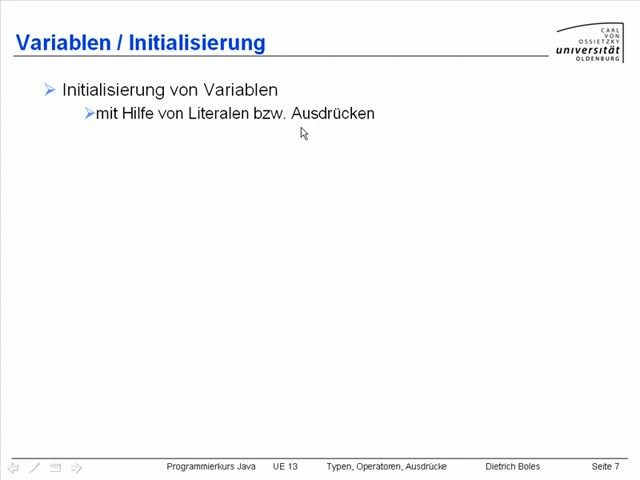 Variablen / Initialisierung
CARL
VON
OSSIETZKY
universität
OLDENBURG
Initialisierung von Variablen
mit Hilfe von Literalen bzw. Ausdrücken
Programmierkurs Java UE 13 Typen, Operatoren, Ausdrücke Dietrich Boles Seite 7